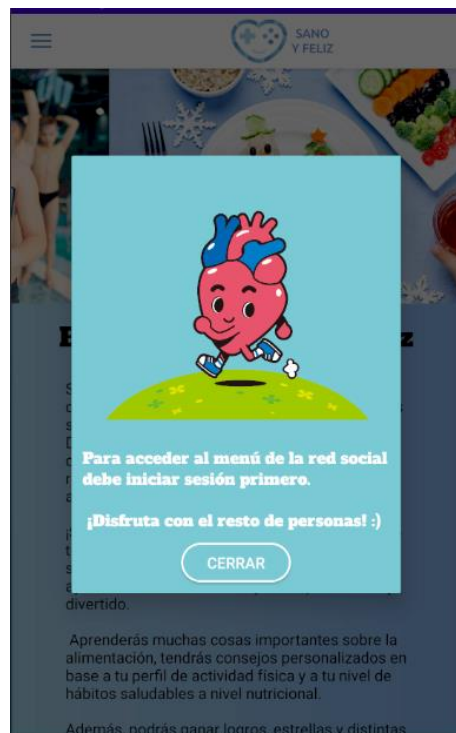 SANO
Y FELIZ
Para acceder al menú de la red social
debe iniciar sesión primero.
¡Disfruta con el resto de personas! :)
CERRAR
divertido.
Aprenderás muchas cosas importantes sobre la
alimentación, tendrás consejos personalizados en
base a tu perfil de actividad física y a tu nivel de
hábitos saludables a nivel nutricional.
Además, podrás ganar logros, estrellas y distintas